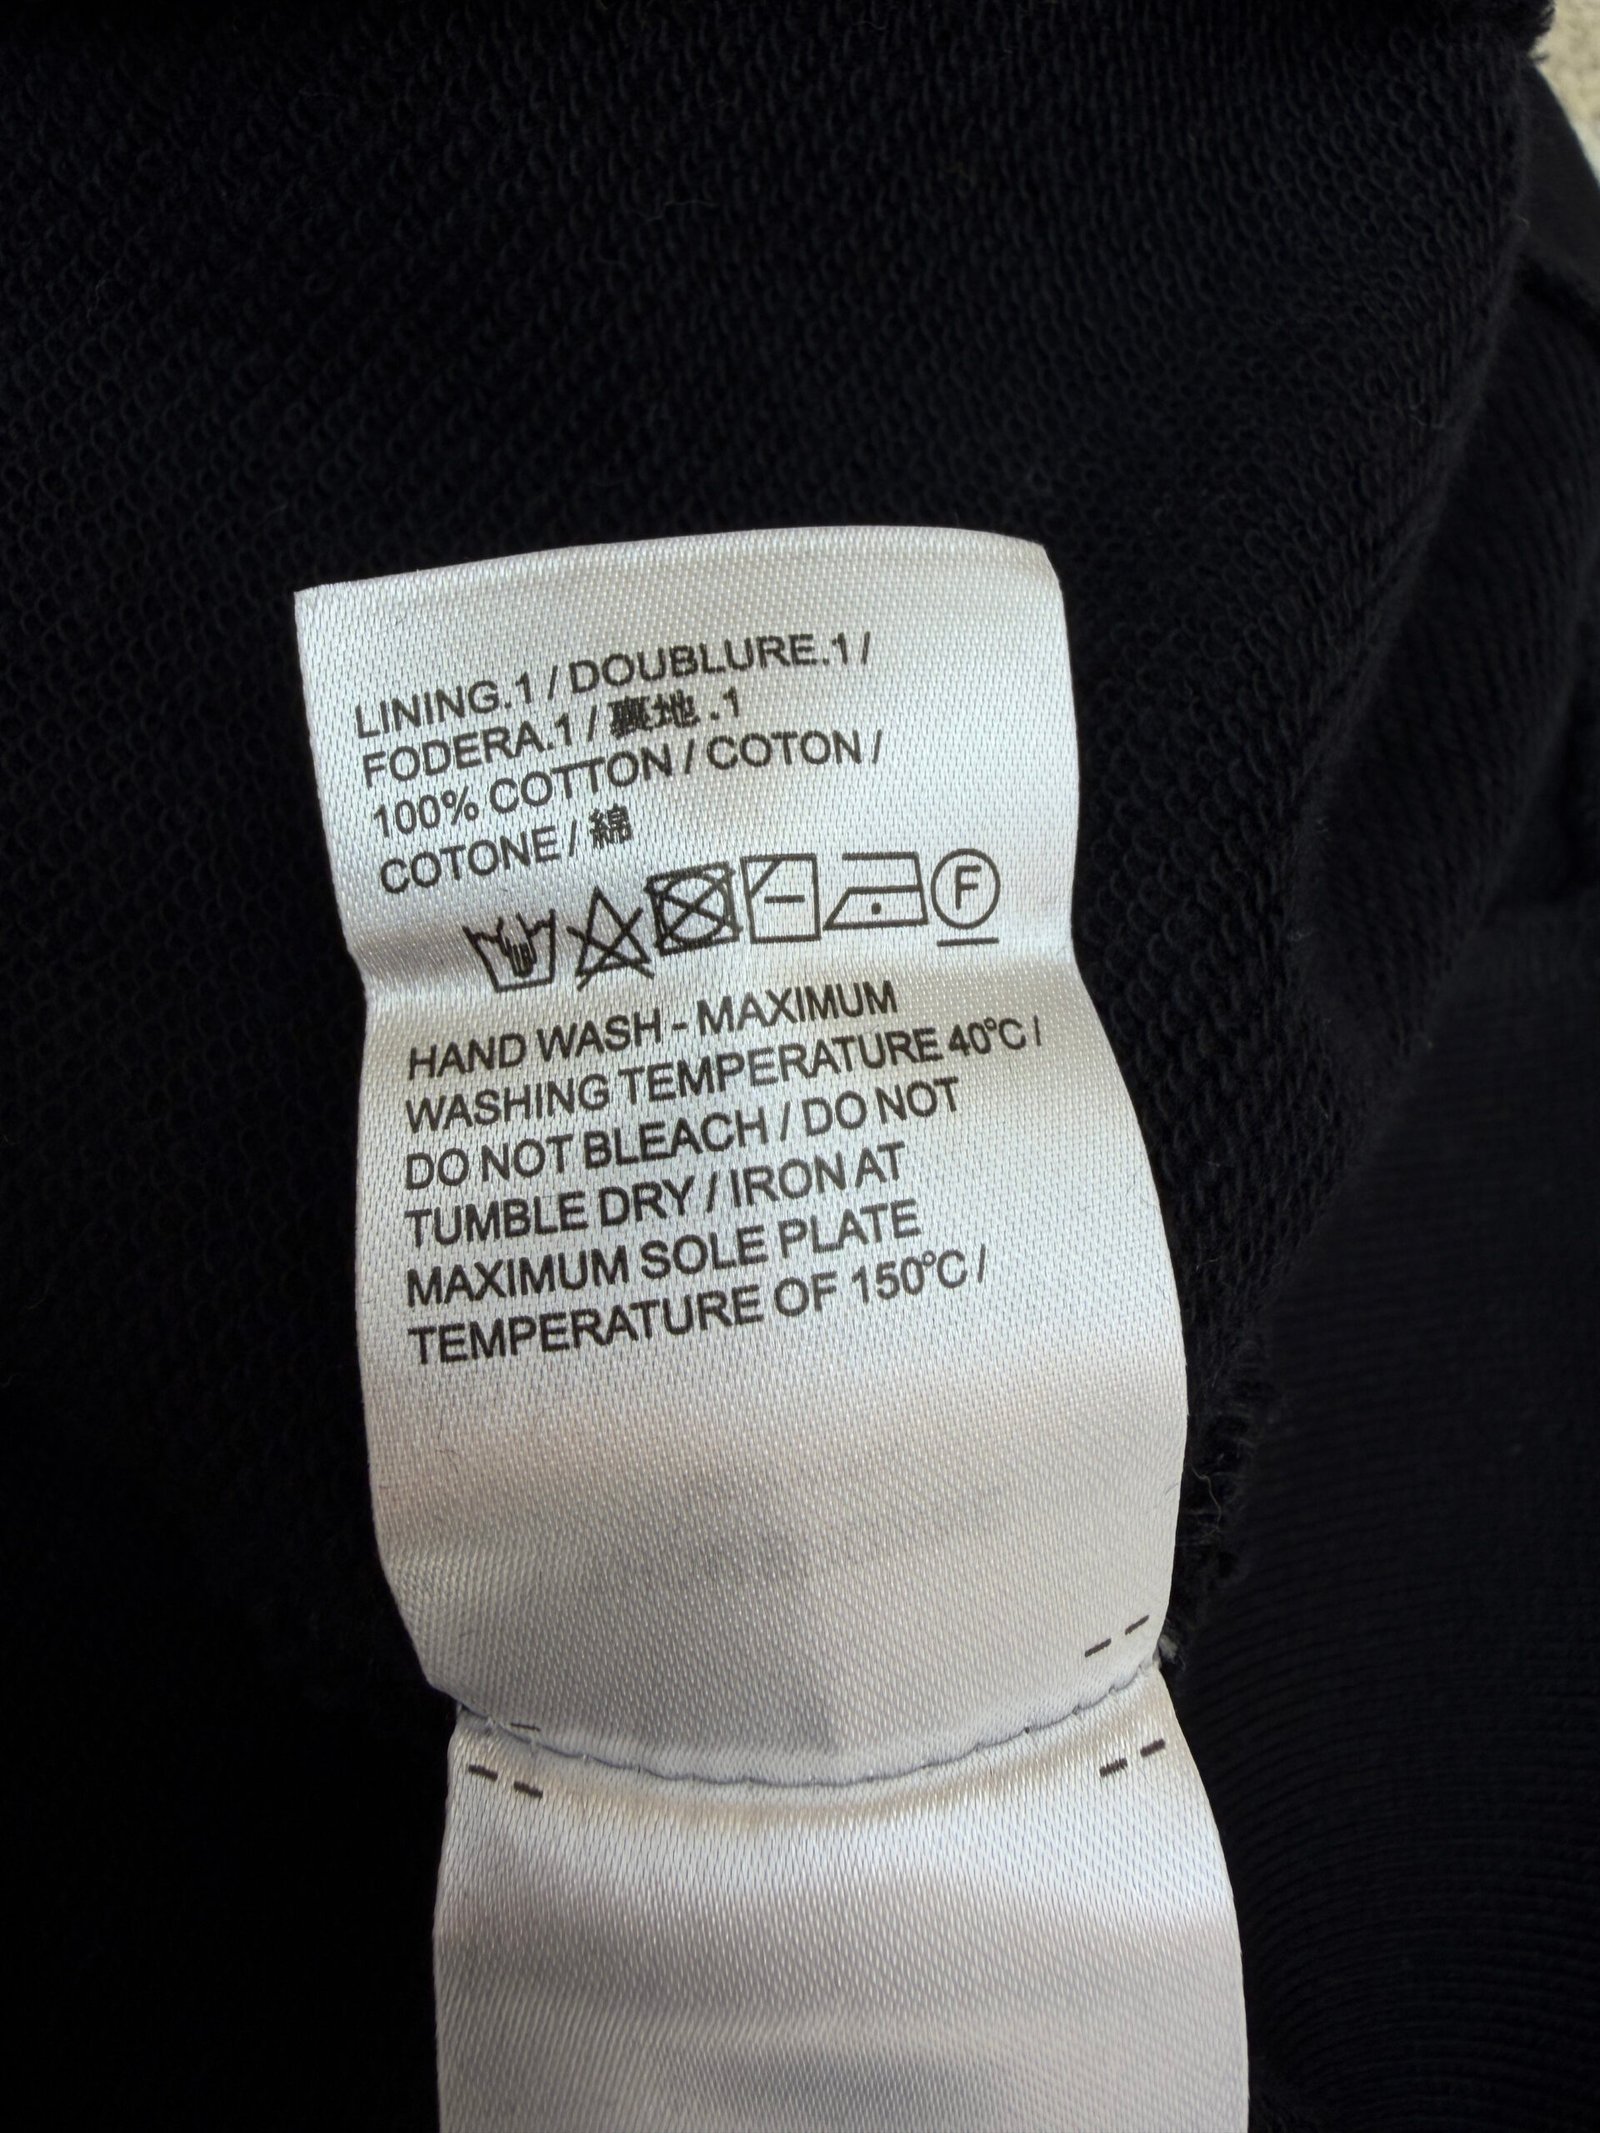 LINING.1 / DOUBLURE.1 /
FODERA.1 / 裏地 .1
100% COTTON / COTON /
COTONE / 綿
F
HAND WASH - MAXIMUM
WASHING TEMPERATURE 40°C /
DO NOT BLEACH / DO NOT
TUMBLE DRY / IRON AT
MAXIMUM SOLE PLATE
TEMPERATURE OF 150°C /